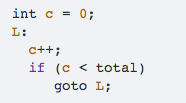 int c = 0;
L:
  c++;
  if (c < total)
     goto L;